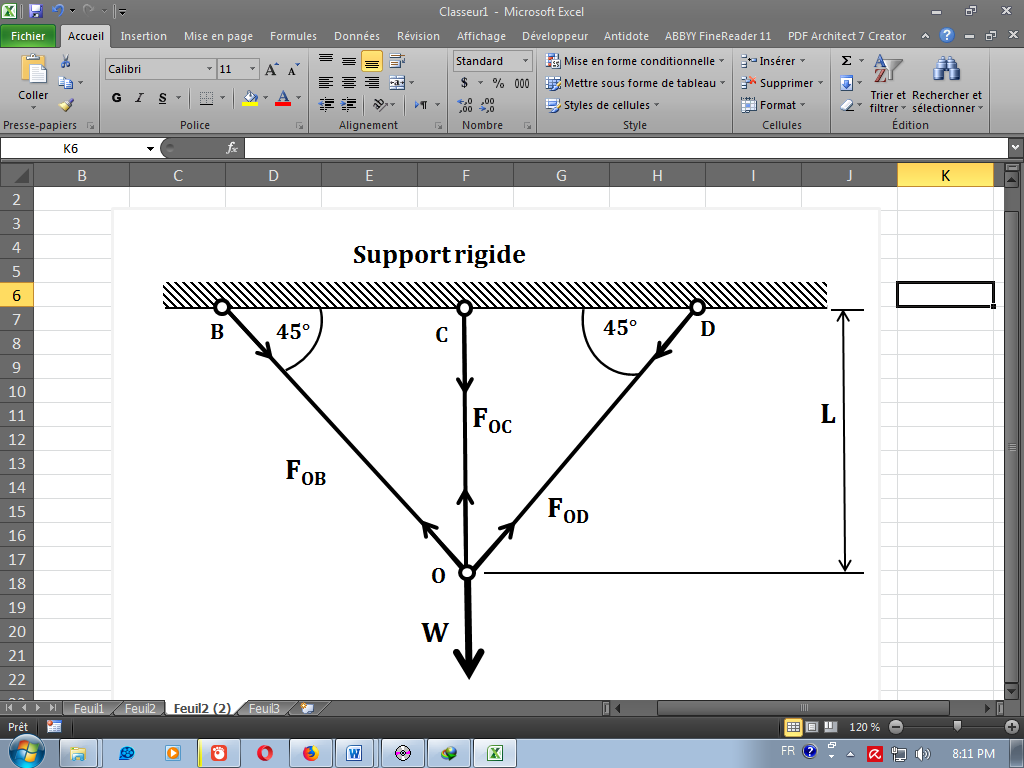 Classeur1 - Microsoft Excel
Fichier Accueil Insertion Mise en page Formules Données Révision Affichage Développeur Antidote ABBYY FineReader 11 PDF Architect 7 Creator
Coller
Presse-papiers
Calibri 11
G I S
Police
Alignement
Standard
$ % 000
Nombre
Mise en forme conditionnelle
Mettre sous forme de tableau
Styles de cellules
Style
Insérer
Supprimer
Format
Cellules
Σ
Trier et filtrer
Rechercher et sélectionner
Édition
K6 fx
B C D E F G H I J K
2
3
4
5
6
7
8
9
10
11
12
13
14
15
16
17
18
19
20
21
22
Support rigide
B 45° C 45° D
L
FOC
FOB
FOD
O
W
Feuil1 Feuil2 Feuil2 (2) Feuil3
Prêt 120 %
FR 8:11 PM